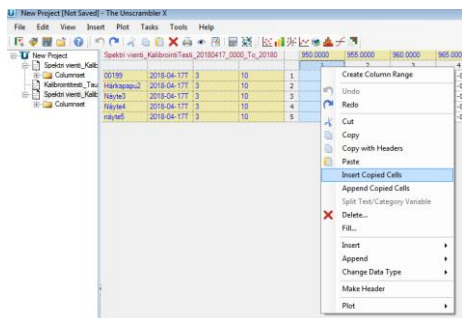 New Project [Not Saved] - The Unscrambler X
File Edit View Insert Plot Tasks Tools Help
New Project
Spektri vienti_Kalib
Columnset
Kalibrointitesti_Tau
Spektri vienti_Kalib
Columnset
Spektri vienti_KalibrointiTesti_20180417_0000_To_20180 950.0000 955.0000 960.0000 965.000
1 2 3 4
00199 2018-04-17T 3 10 1
Harkapapu2 2018-04-17T 3 10 2
Näyte3 2018-04-17T 3 10 3
Näyte4 2018-04-17T 3 10 4
näyte5 2018-04-17T 3 10 5
Create Column Range
Undo
Redo
Cut
Copy
Copy with Headers
Paste
Insert Copied Cells
Append Copied Cells
Split Text/Category Variable
Delete...
Fill...
Insert
Append
Change Data Type
Make Header
Plot